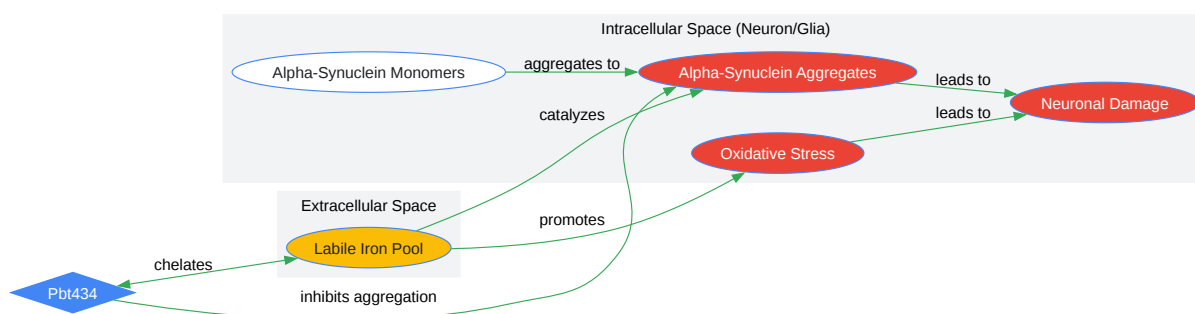 Intracellular Space (Neuron/Glia)
Alpha-Synuclein Monomers
aggregates to
Alpha-Synuclein Aggregates
leads to
Neuronal Damage
catalyzes
leads to
Oxidative Stress
Extracellular Space
promotes
Labile Iron Pool
chelates
Pbt434
inhibits aggregation